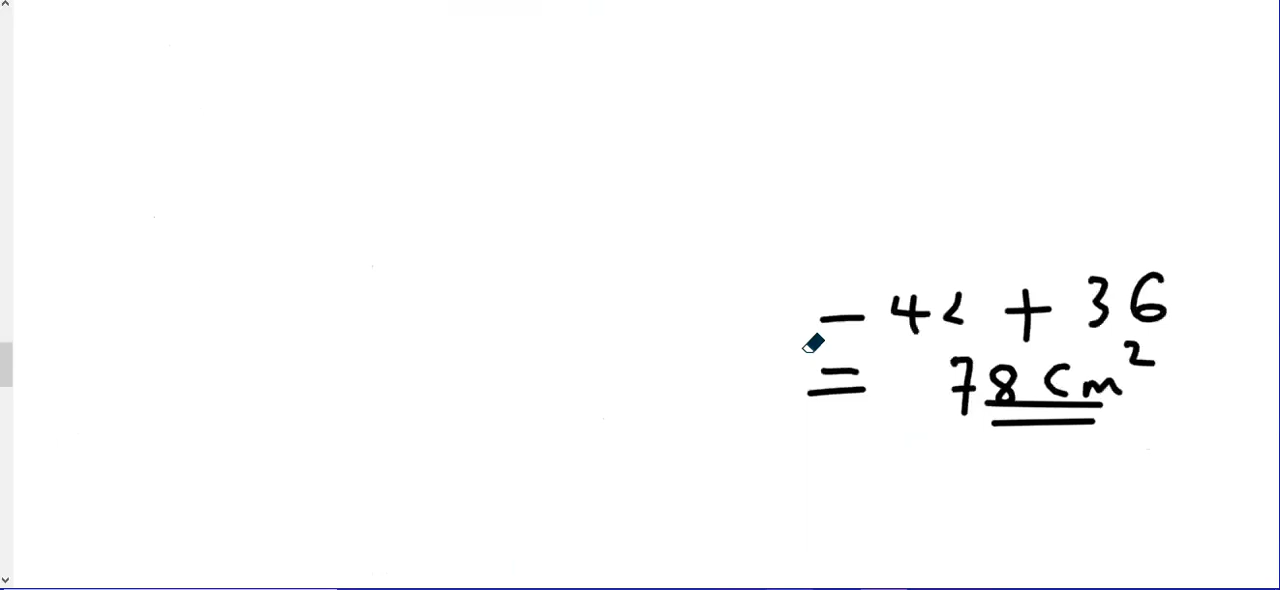 - 42 + 36
= 78 cm²